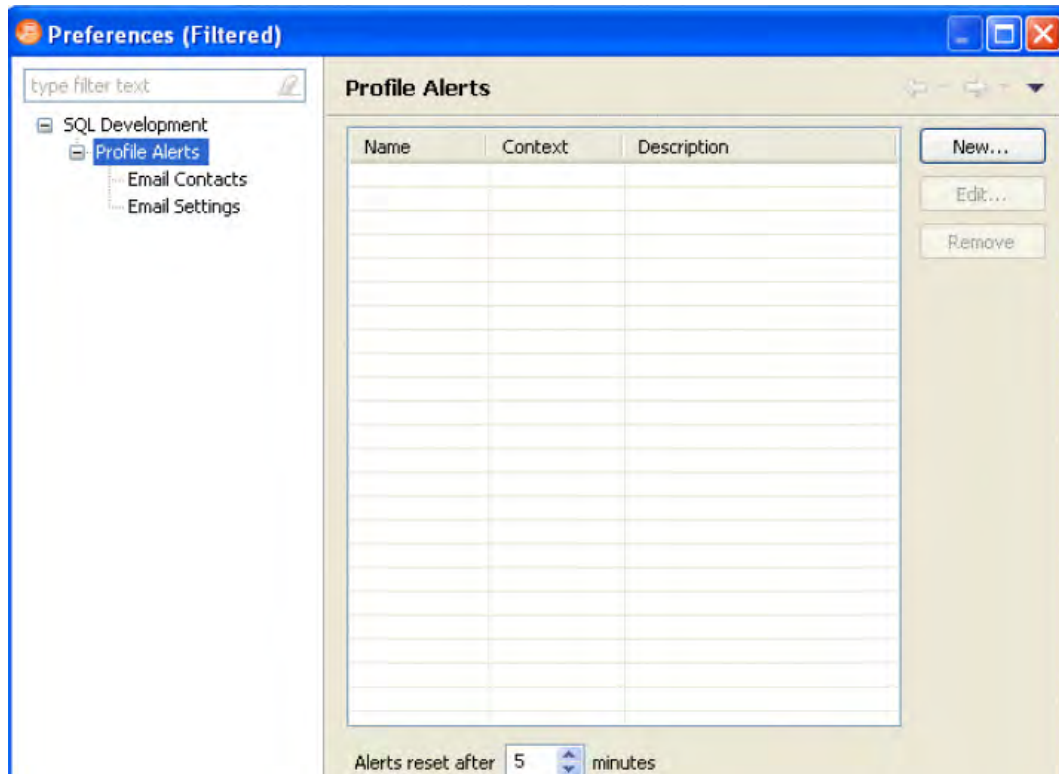 Preferences (Filtered)
type filter text
SQL Development
Profile Alerts
Email Contacts
Email Settings
Profile Alerts
Name Context Description
New...
Edit...
Remove
Alerts reset after 5 minutes